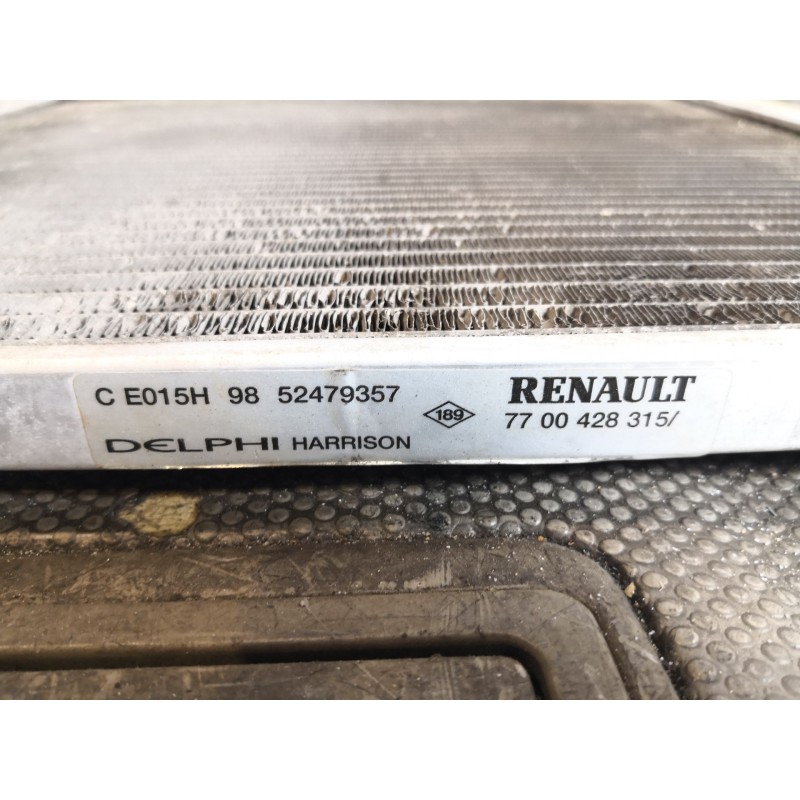 C E015H 98 52479357
DELPHI HARRISON
189
RENAULT
77 00 428 315/